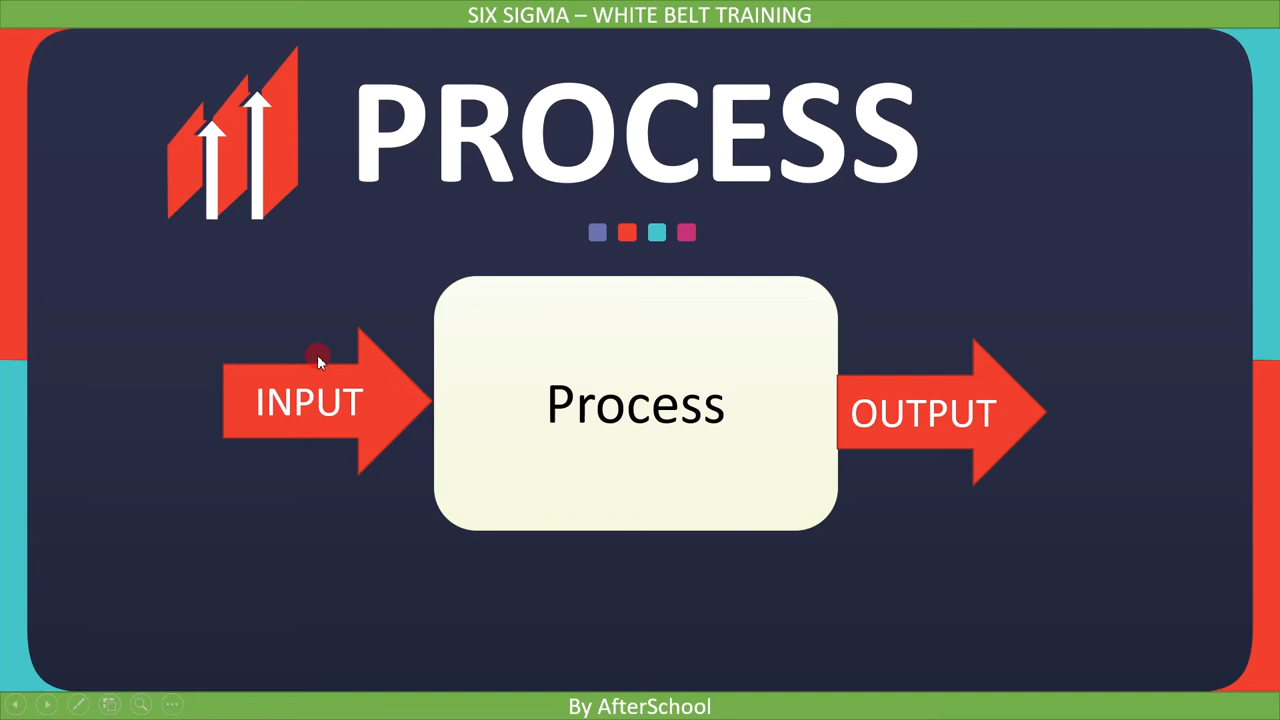 SIX SIGMA – WHITE BELT TRAINING
PROCESS
INPUT
Process
OUTPUT
By AfterSchool